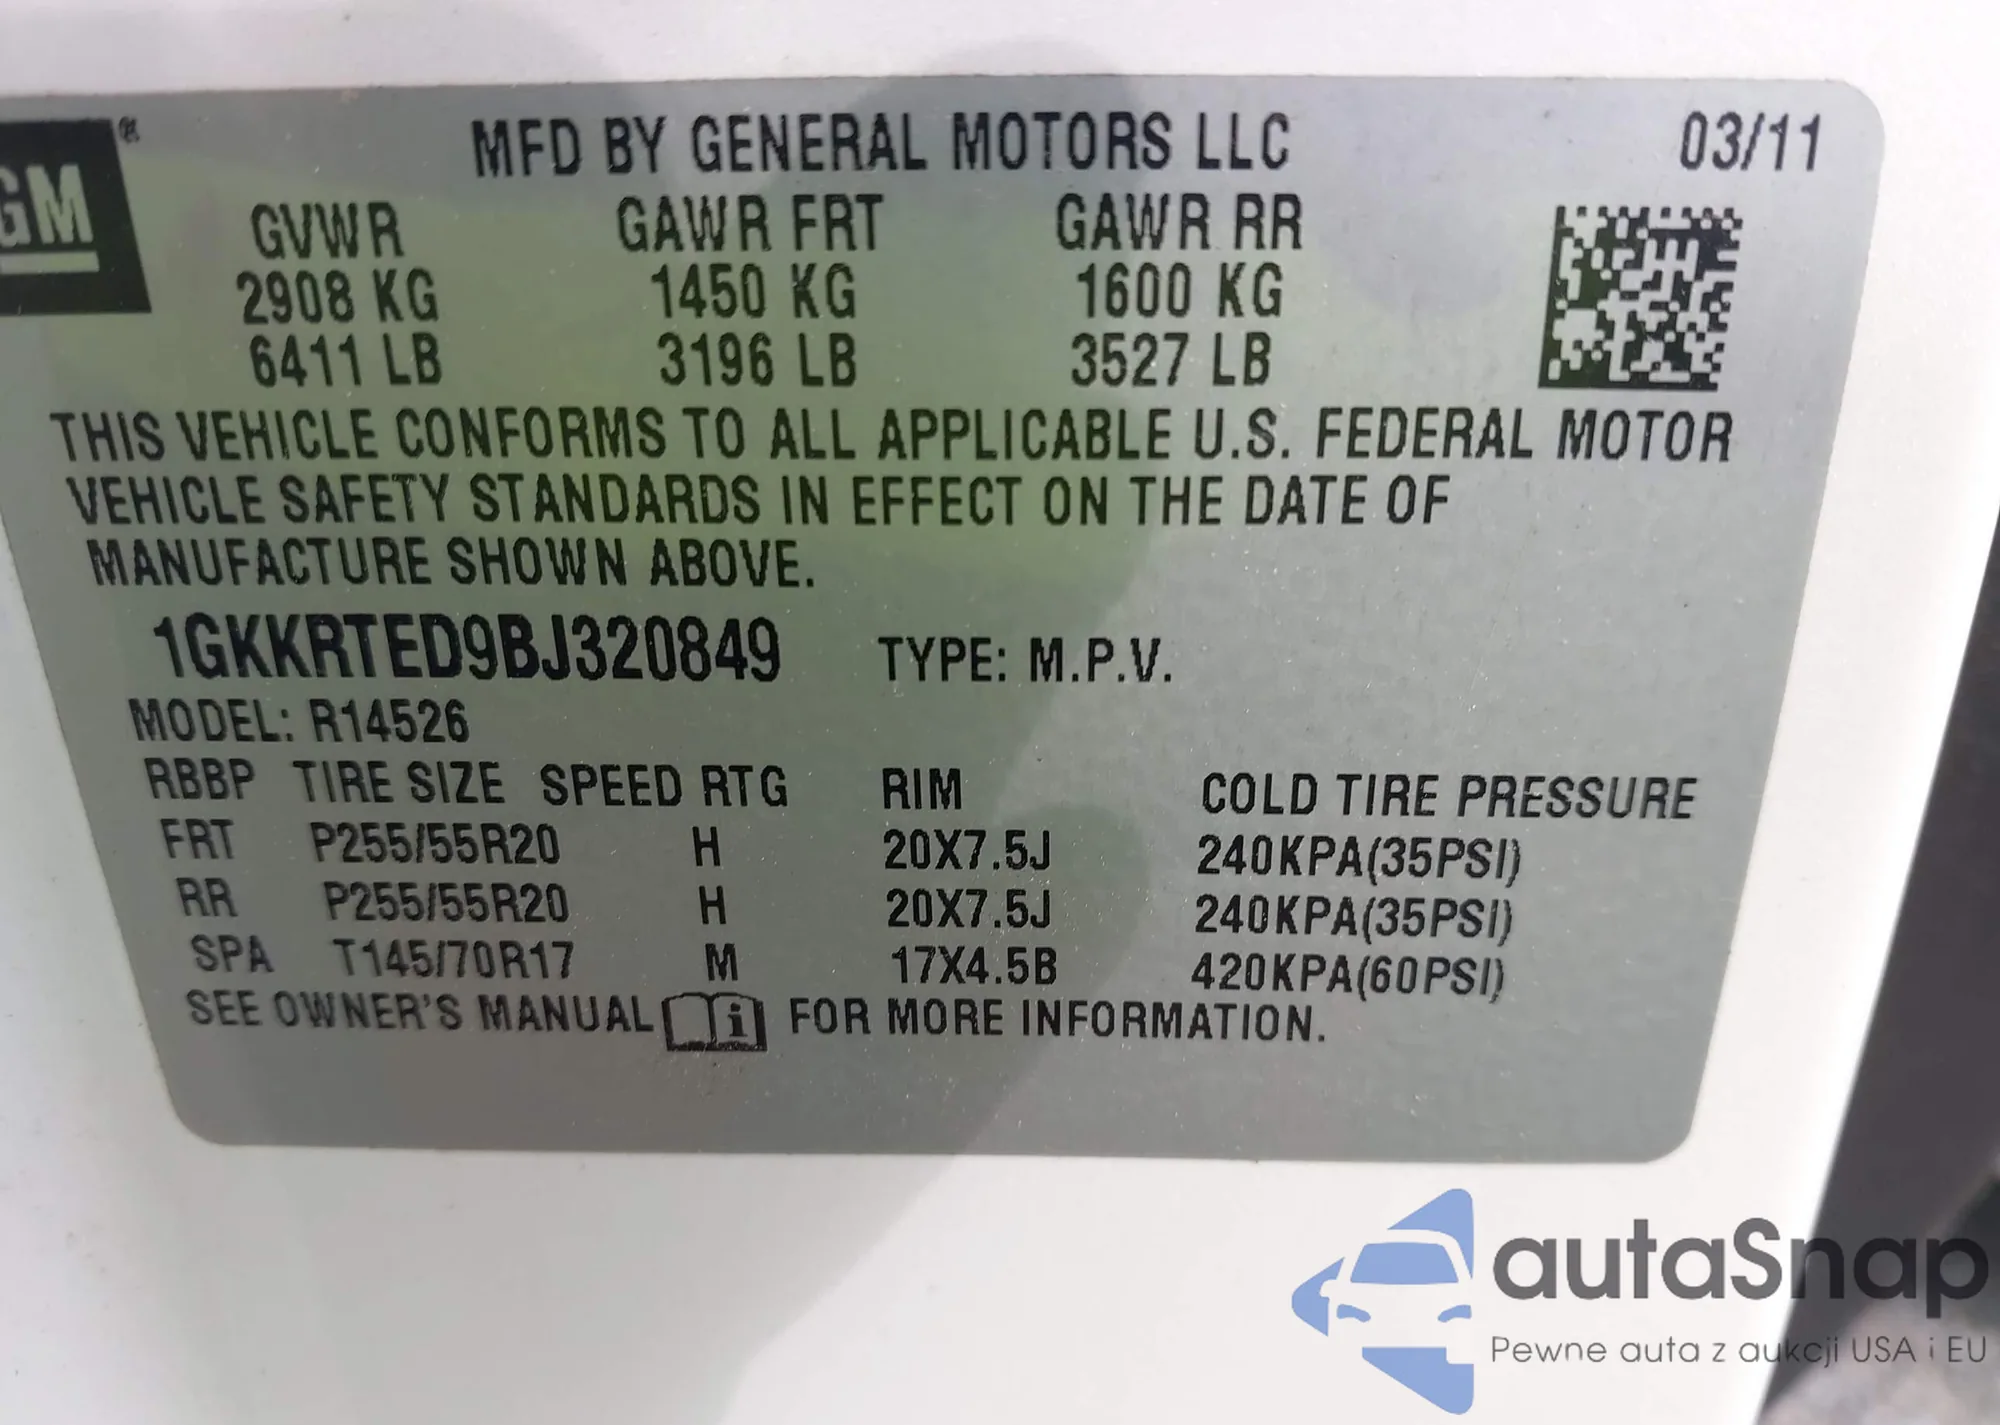 GM®
MFD BY GENERAL MOTORS LLC 03/11
GVWR GAWR FRT GAWR RR
2908 KG 1450 KG 1600 KG
6411 LB 3196 LB 3527 LB
THIS VEHICLE CONFORMS TO ALL APPLICABLE U.S. FEDERAL MOTOR
VEHICLE SAFETY STANDARDS IN EFFECT ON THE DATE OF
MANUFACTURE SHOWN ABOVE.
1GKKRTED9BJ320849 TYPE: M.P.V.
MODEL: R14526
RBBP TIRE SIZE SPEED RTG RIM COLD TIRE PRESSURE
FRT P255/55R20 H 20X7.5J 240KPA(35PSI)
RR P255/55R20 H 20X7.5J 240KPA(35PSI)
SPA T145/70R17 M 17X4.5B 420KPA(60PSI)
SEE OWNER'S MANUAL i FOR MORE INFORMATION.
autaSnap
Pewne auta z aukcji USA i EU